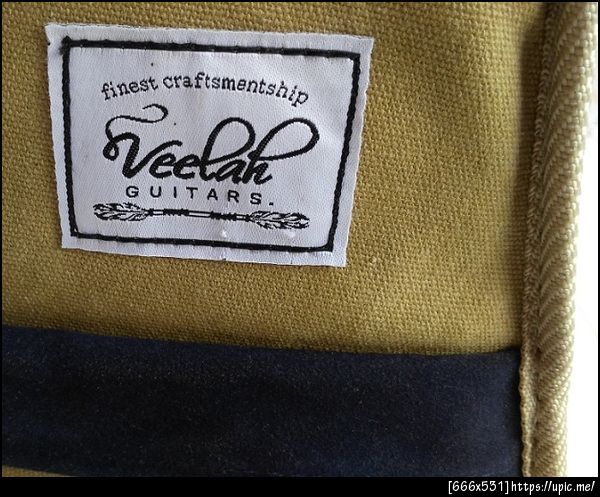 finest craftsmentship
Veelah
GUITARS.
[666x551]https://upic.me/